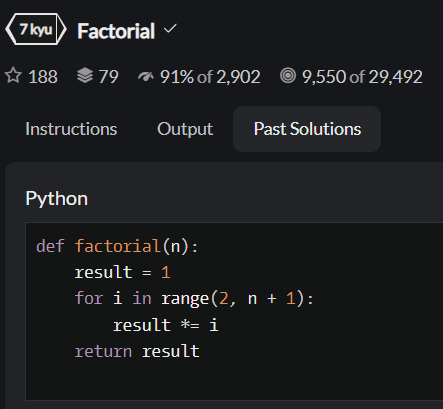 7 kyu Factorial
188 79 91% of 2,902 9,550 of 29,492
Instructions Output Past Solutions
Python
def factorial(n):
    result = 1
    for i in range(2, n + 1):
        result *= i
    return result